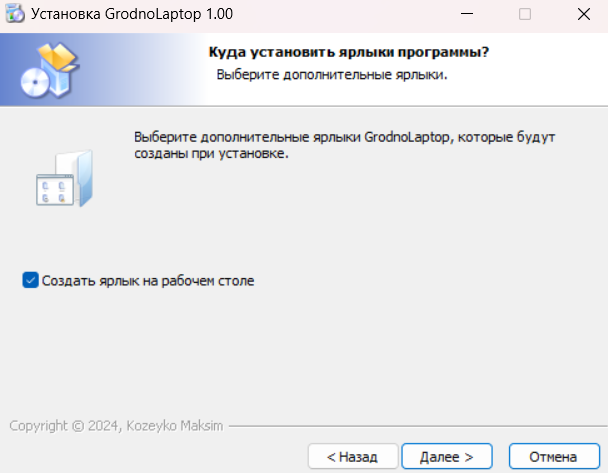 Установка GrodnoLaptop 1.00
Куда установить ярлыки программы?
Выберите дополнительные ярлыки.
Выберите дополнительные ярлыки GrodnoLaptop, которые будут
созданы при установке.
Создать ярлык на рабочем столе
Copyright © 2024, Kozeyko Maksim
< Назад
Далее >
Отмена